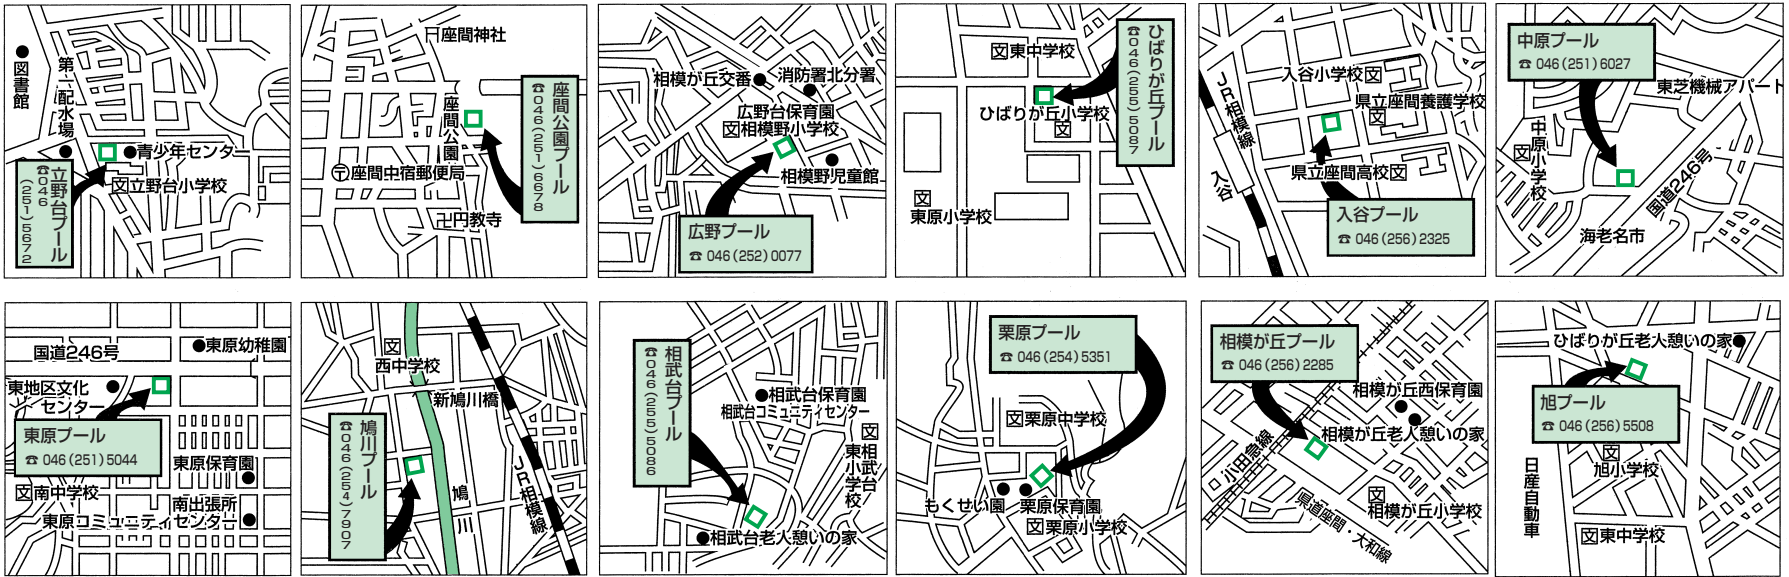 図書館
第六配水場
青少年センター
立野台小学校
立野台プール
☎046
(251)5672
座間神社
座間公園
座間中宿郵便局
円教寺
座間公園プール
☎046(251)6678
相模が丘交番
消防署北分署
広野台保育園
相模野小学校
相模野児童館
広野プール
☎ 046(252)0077
東中学校
ひばりが丘小学校
東原小学校
ひばりが丘プール
☎046(255)5087
JR相模線
入谷
入谷小学校
県立座間養護学校
県立座間高校
入谷プール
☎ 046(256)2325
中原プール
☎ 046(251)6027
東芝機械アパート
中原小学校
国道246号
海老名市
国道246号
東原幼稚園
東地区文化
センター
東原プール
☎ 046(251)5044
東原保育園
南中学校
南出張所
東原コミュニティセンター
西中学校
新鳩川橋
鳩川プール
☎046(254)7907
鳩川
JR相模線
相武台プール
☎046(255)5086
相武台保育園
相武台コミュニティセンター
相武台
東小学校
相武台老人憩いの家
栗原プール
☎ 046(254)5351
栗原中学校
もくせい園
栗原保育園
栗原小学校
相模が丘プール
☎ 046(256)2285
相模が丘西保育園
相模が丘老人憩いの家
小田急線
相模が丘小学校
県道座間・大和線
ひばりが丘老人憩いの家
旭プール
☎ 046(256)5508
旭小学校
日産自動車
東中学校